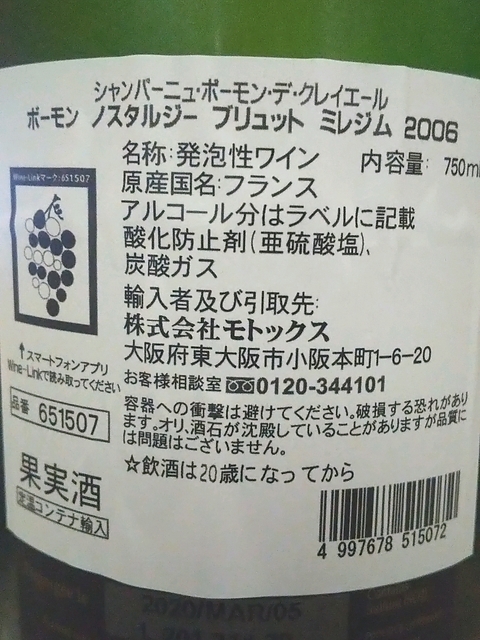 シャンパーニュ・ボーモン・デ・クレイエール
ボーモン ノスタルジー ブリュット ミレジム 2006
名称:発泡性ワイン 内容量: 750ml
原産国名:フランス
アルコール分はラベルに記載
酸化防止剤(亜硫酸塩)、
炭酸ガス
輸入者及び引取先:
株式会社モトックス
大阪府東大阪市小阪本町1-6-20
お客様相談室 0120-344101
容器への衝撃は避けてください。破損する恐れがあり
ます。オリ、酒石が沈殿していることがありますが品質に
は問題はございません。
☆飲酒は20歳になってから
Wine-Linkマーク:651507
↑スマートフォンアプリ
Wine-Linkで読み取ってください
品番 651507
果実酒
定温コンテナ輸入
4 997678 515072
2020/MAR/05